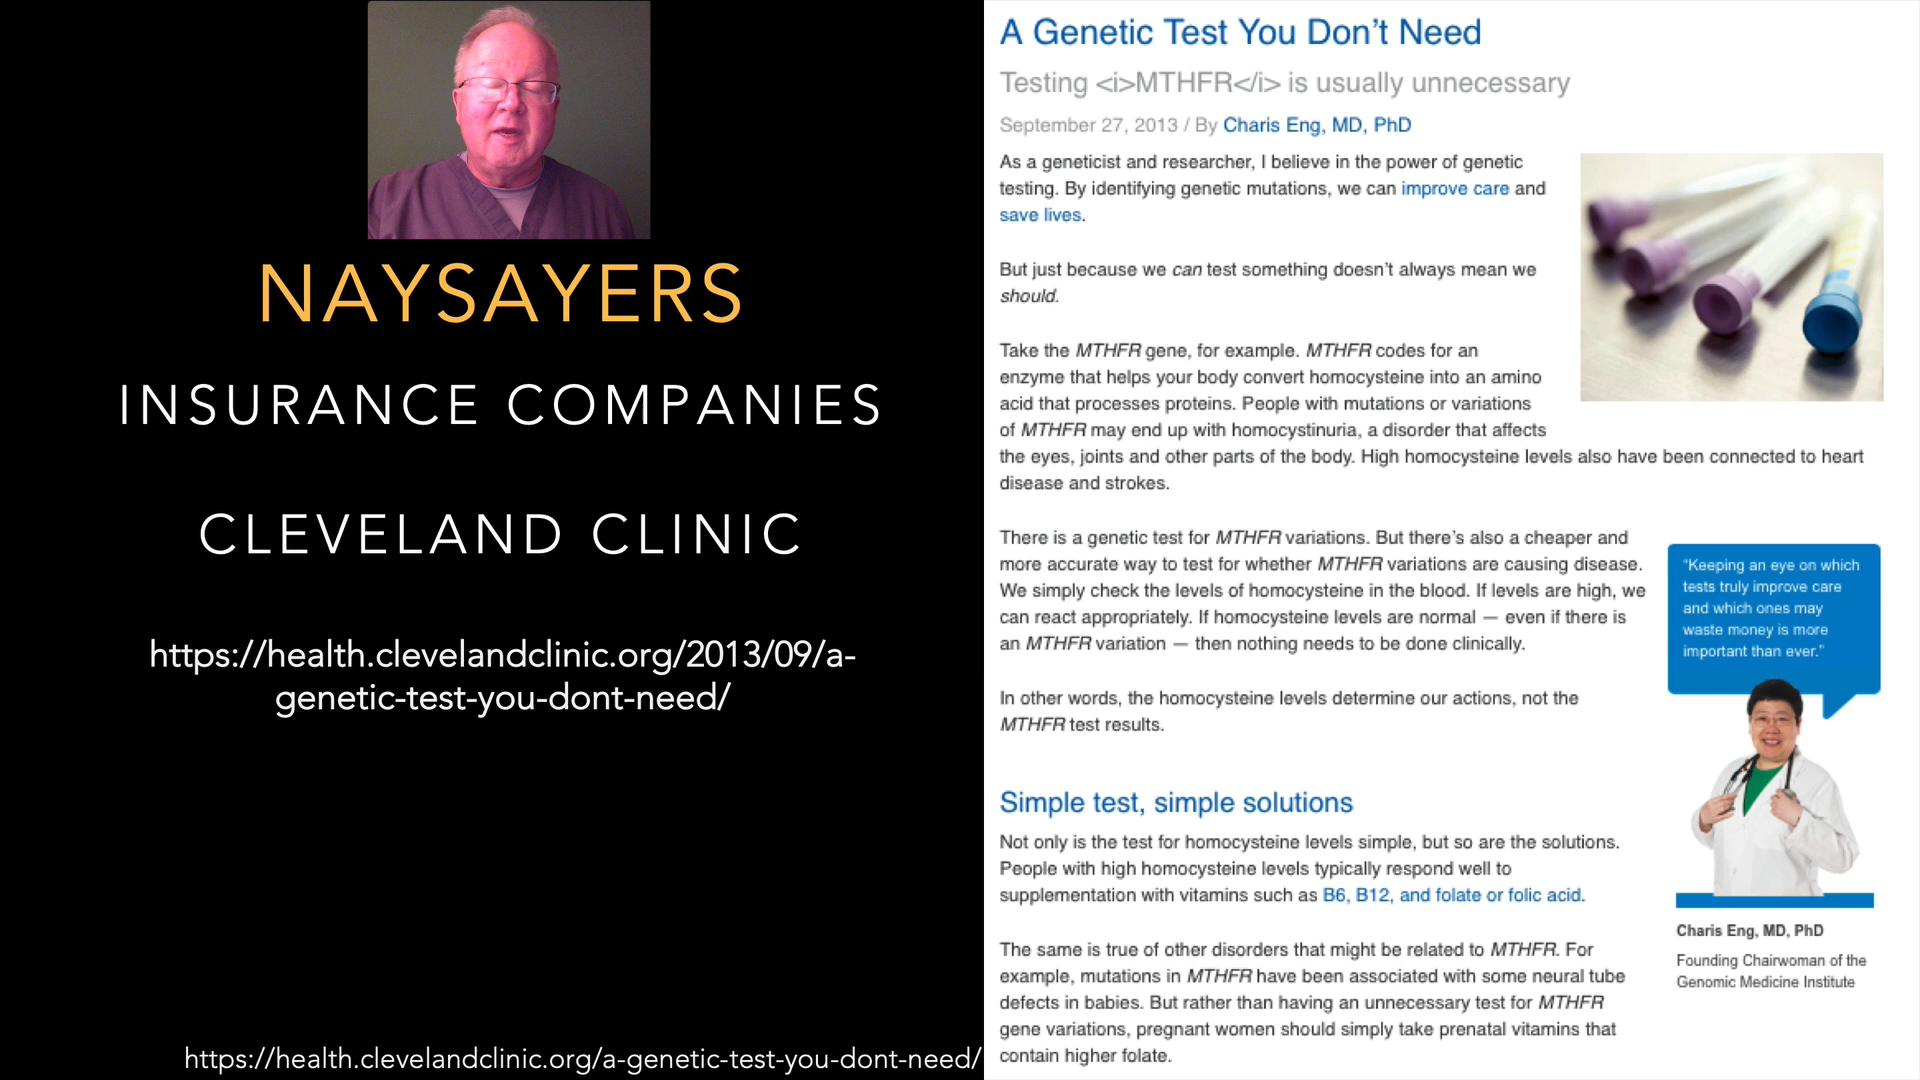 NAYSAYERS
INSURANCE COMPANIES
CLEVELAND CLINIC
https://health.clevelandclinic.org/2013/09/a-
genetic-test-you-dont-need/
https://health.clevelandclinic.org/a-genetic-test-you-dont-need/
A Genetic Test You Don’t Need
Testing <i>MTHFR</i> is usually unnecessary
September 27, 2013 / By Charis Eng, MD, PhD
As a geneticist and researcher, I believe in the power of genetic
testing. By identifying genetic mutations, we can improve care and
save lives.
But just because we can test something doesn’t always mean we
should.
Take the MTHFR gene, for example. MTHFR codes for an
enzyme that helps your body convert homocysteine into an amino
acid that processes proteins. People with mutations or variations
of MTHFR may end up with homocystinuria, a disorder that affects
the eyes, joints and other parts of the body. High homocysteine levels also have been connected to heart
disease and strokes.
There is a genetic test for MTHFR variations. But there’s also a cheaper and
more accurate way to test for whether MTHFR variations are causing disease.
We simply check the levels of homocysteine in the blood. If levels are high, we
can react appropriately. If homocysteine levels are normal — even if there is
an MTHFR variation — then nothing needs to be done clinically.
In other words, the homocysteine levels determine our actions, not the
MTHFR test results.
Simple test, simple solutions
Not only is the test for homocysteine levels simple, but so are the solutions.
People with high homocysteine levels typically respond well to
supplementation with vitamins such as B6, B12, and folate or folic acid.
The same is true of other disorders that might be related to MTHFR. For
example, mutations in MTHFR have been associated with some neural tube
defects in babies. But rather than having an unnecessary test for MTHFR
gene variations, pregnant women should simply take prenatal vitamins that
contain higher folate.
“Keeping an eye on which
tests truly improve care
and which ones may
waste money is more
important than ever.”
Charis Eng, MD, PhD
Founding Chairwoman of the
Genomic Medicine Institute